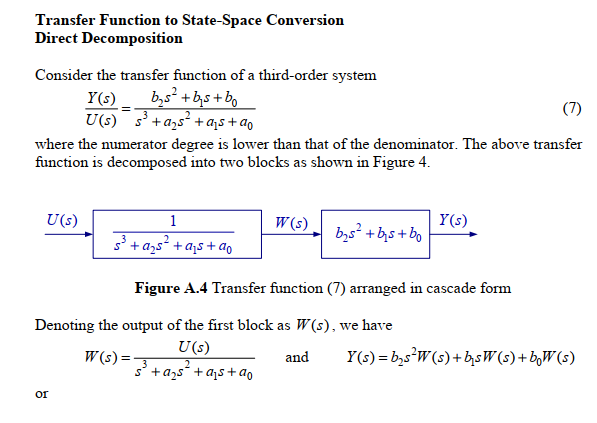 Transfer Function to State-Space Conversion
Direct Decomposition
Consider the transfer function of a third-order system
Y(s)/U(s) = (b₂s² + b₁s + b₀)/(s³ + a₂s² + a₁s + a₀) (7)
where the numerator degree is lower than that of the denominator. The above transfer
function is decomposed into two blocks as shown in Figure 4.
U(s) 1/(s³ + a₂s² + a₁s + a₀) W(s) b₂s² + b₁s + b₀ Y(s)
Figure A.4 Transfer function (7) arranged in cascade form
Denoting the output of the first block as W(s), we have
W(s) = U(s)/(s³ + a₂s² + a₁s + a₀) and Y(s) = b₂s²W(s) + b₁sW(s) + b₀W(s)
or